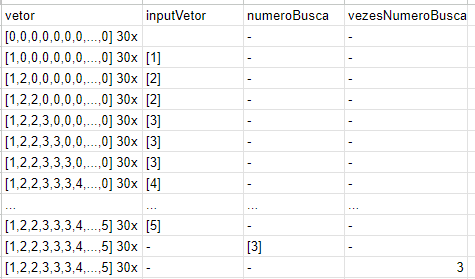 vetor inputVetor numeroBusca vezesNumeroBusca
[0,0,0,0,0,0,0,...,0] 30x - -
[1,0,0,0,0,0,0,...,0] 30x [1] - -
[1,2,0,0,0,0,...,0] 30x [2] - -
[1,2,2,0,0,0,...,0] 30x [2] - -
[1,2,2,3,0,0,...,0] 30x [3] - -
[1,2,2,3,3,0,...,0] 30x [3] - -
[1,2,2,3,3,3,0,...,0] 30x [3] - -
[1,2,2,3,3,3,4,...,0] 30x [4] - -
... ... ... ...
[1,2,2,3,3,3,4,...,5] 30x [5] - -
[1,2,2,3,3,3,4,...,5] 30x - [3] -
[1,2,2,3,3,3,4,...,5] 30x - - 3